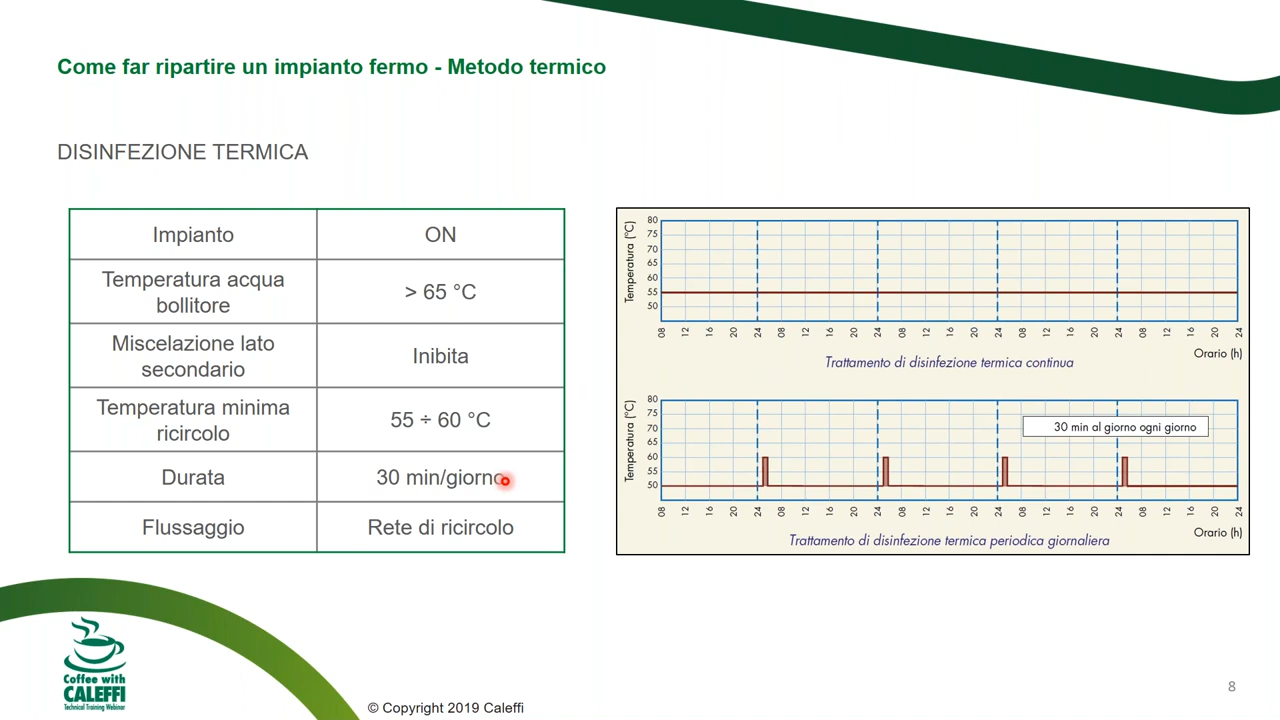 Come far ripartire un impianto fermo - Metodo termico
DISINFEZIONE TERMICA
Impianto ON
Temperatura acqua
bollitore
> 65 °C
Miscelazione lato
secondario
Inibita
Temperatura minima
ricircolo
55 ÷ 60 °C
Durata 30 min/giorno
Flussaggio Rete di ricircolo
Temperatura (°C)
80
75
70
65
60
55
50
08 12 16 20 24 08 12 16 20 24 08 12 16 20 24 08 12 16 20 24 08 12 16 20 24
Orario (h)
Trattamento di disinfezione termica continua
Temperatura (°C)
80
75
70
65
60
55
50
30 min al giorno ogni giorno
08 12 16 20 24 08 12 16 20 24 08 12 16 20 24 08 12 16 20 24 08 12 16 20 24
Orario (h)
Trattamento di disinfezione termica periodica giornaliera
Coffee with
CALEFFI
Technical Training Webinar
© Copyright 2019 Caleffi
8